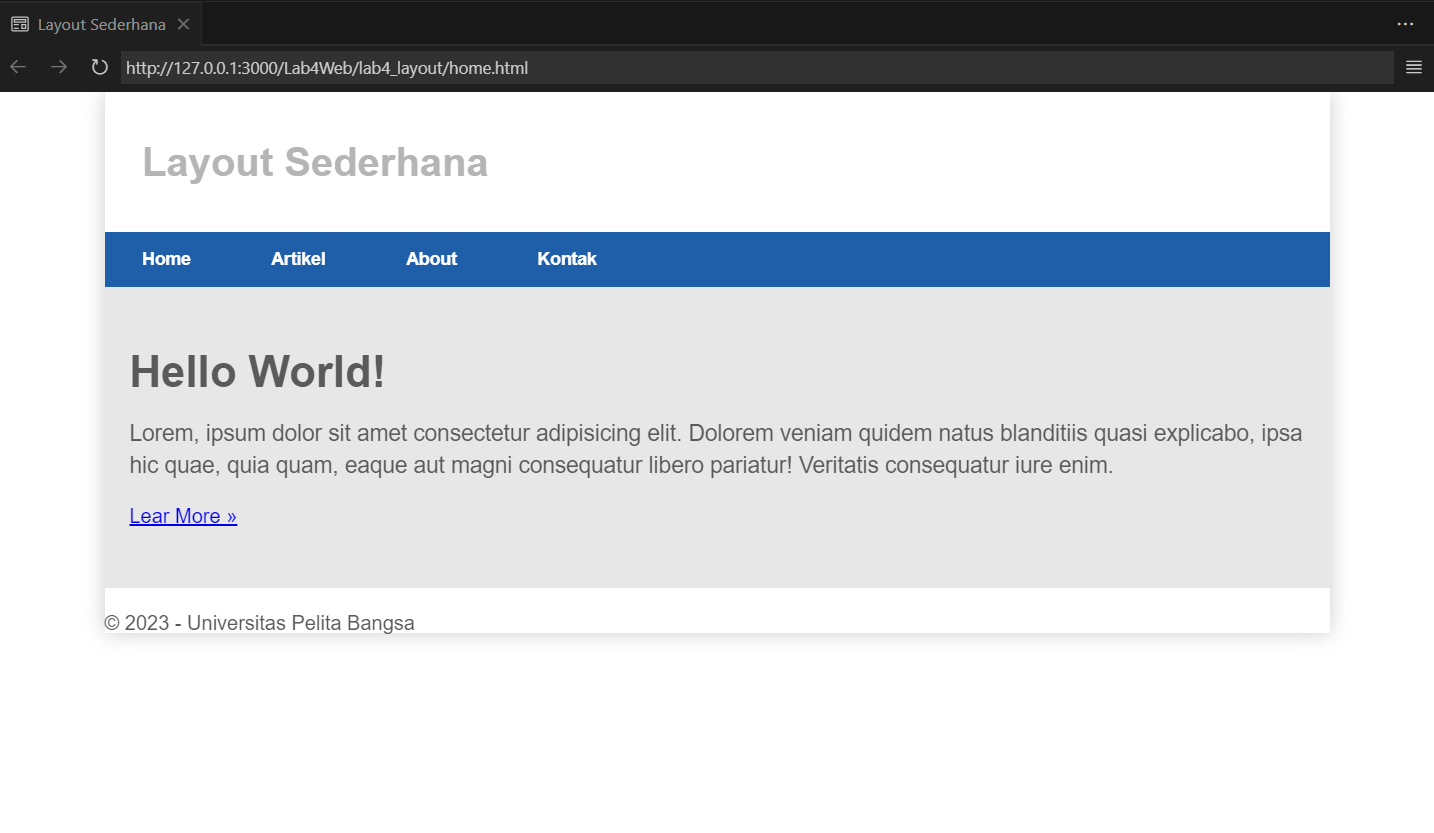 Layout Sederhana
http://127.0.0.1:3000/Lab4Web/lab4_layout/home.html
Layout Sederhana
Home Artikel About Kontak
Hello World!
Lorem, ipsum dolor sit amet consectetur adipisicing elit. Dolorem veniam quidem natus blanditiis quasi explicabo, ipsa
hic quae, quia quam, eaque aut magni consequatur libero pariatur! Veritatis consequatur iure enim.
Lear More »
© 2023 - Universitas Pelita Bangsa